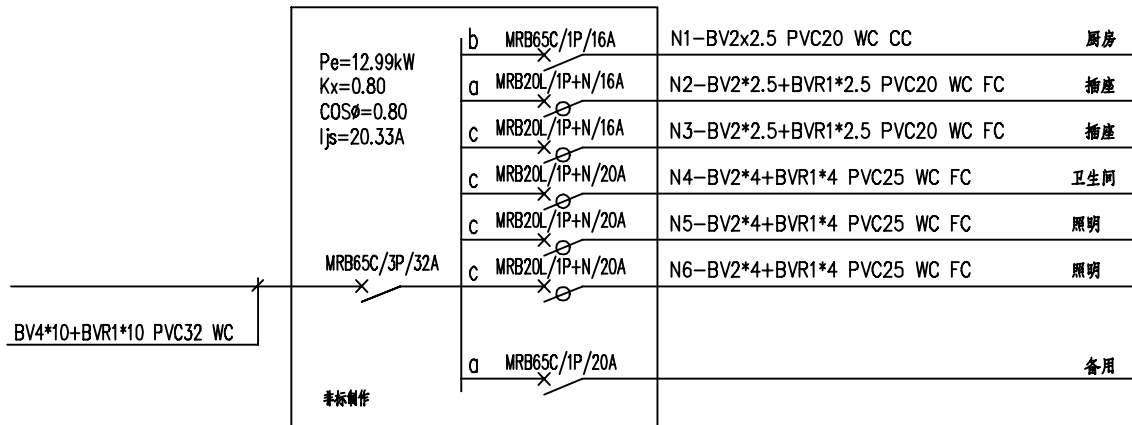 b MRB65C/1P/16A N1-BV2x2.5 PVC20 WC CC 厨房
Pe=12.99kW
Kx=0.80
COSø=0.80
Ijs=20.33A
a MRB20L/1P+N/16A N2-BV2*2.5+BVR1*2.5 PVC20 WC FC 插座
c MRB20L/1P+N/16A N3-BV2*2.5+BVR1*2.5 PVC20 WC FC 插座
c MRB20L/1P+N/20A N4-BV2*4+BVR1*4 PVC25 WC FC 卫生间
c MRB20L/1P+N/20A N5-BV2*4+BVR1*4 PVC25 WC FC 照明
MRB65C/3P/32A
c MRB20L/1P+N/20A N6-BV2*4+BVR1*4 PVC25 WC FC 照明
BV4*10+BVR1*10 PVC32 WC
a MRB65C/1P/20A 备用
非标制作